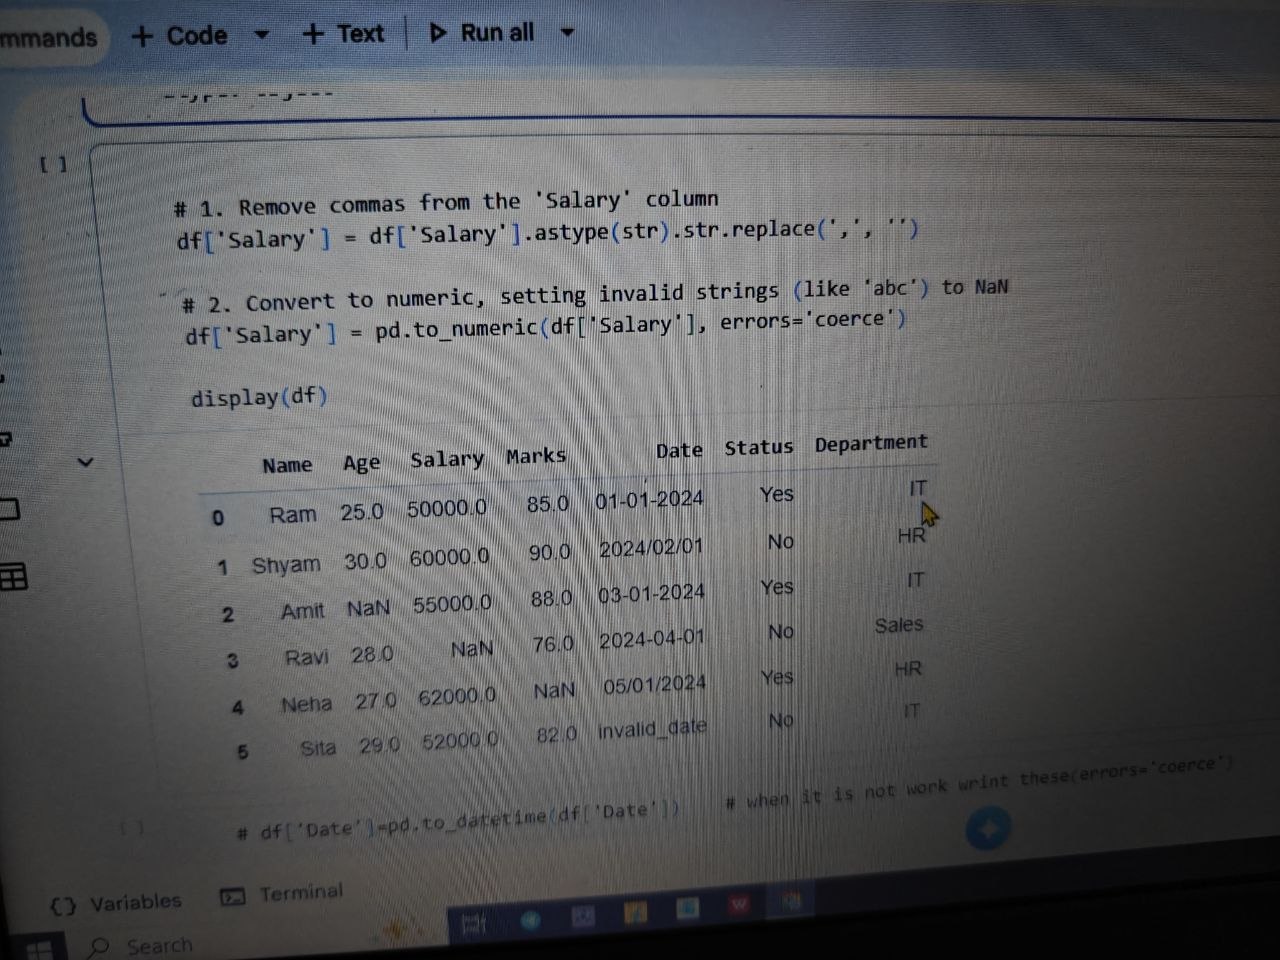 mmands + Code + Text Run all
[ ]
# 1. Remove commas from the 'Salary' column
df['Salary'] = df['Salary'].astype(str).str.replace(',', '')
# 2. Convert to numeric, setting invalid strings (like 'abc') to NaN
df['Salary'] = pd.to_numeric(df['Salary'], errors='coerce')
display(df)
Name Age Salary Marks Date Status Department
0 Ram 25.0 50000.0 85.0 01-01-2024 Yes IT
1 Shyam 30.0 60000.0 90.0 2024/02/01 No HR
2 Amit NaN 55000.0 88.0 03-01-2024 Yes IT
3 Ravi 28.0 NaN 76.0 2024-04-01 No Sales
4 Neha 27.0 62000.0 NaN 05/01/2024 Yes HR
5 Sita 29.0 52000.0 82.0 invalid_date No IT
[ ] # df['Date']=pd.to_datetime(df['Date']) # when it is not work wrint these(errors='coerce')
{} Variables Terminal
Search